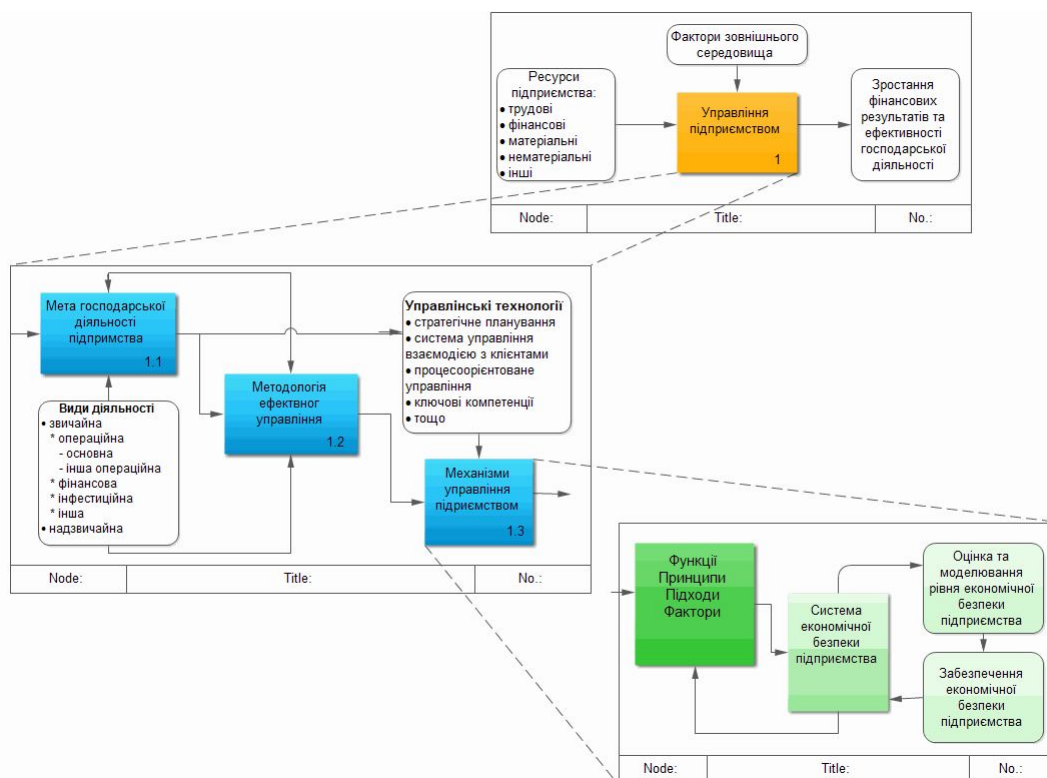 Фактори зовнішнього
середовища
Ресурси
підприємства:
• трудові
• фінансові
• матеріальні
• нематеріальні
• інші
Управління
підприємством
1
Зростання
фінансових
результатів та
ефективності
господарської
діяльності
Node:
Title:
No.:
Мета господарської
діяльності
підпримства
1.1
Види діяльності
• звичайна
* операційна
- основна
- інша операційна
* фінансова
* інфестиційна
* інша
• надзвичайна
Методологія
ефектвного
управління
1.2
Управлінські технології
• стратегічне планування
• система управління
взаємодією з клієнтами
• процесоорієнтоване
управління
• ключові компетенції
• тощо
Механізми
управління
підриємством
1.3
Node:
Title:
No.:
Функції
Принципи
Підходи
Фактори
Система
економічної
безпеки
підприємства
Оцінка та
моделювання
рівня економічної
безпеки
підприємства
Забезпечення
економічної
безпеки
підприємства
Node:
Title:
No.: